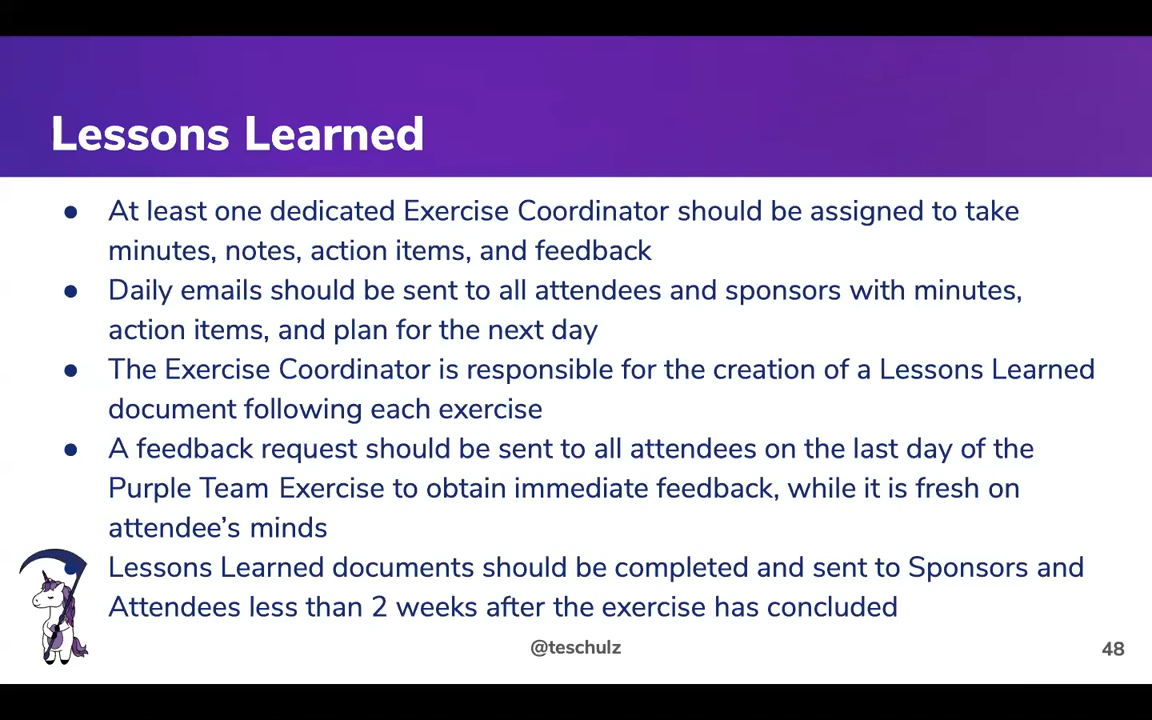 Lessons Learned
● At least one dedicated Exercise Coordinator should be assigned to take
minutes, notes, action items, and feedback
● Daily emails should be sent to all attendees and sponsors with minutes,
action items, and plan for the next day
● The Exercise Coordinator is responsible for the creation of a Lessons Learned
document following each exercise
● A feedback request should be sent to all attendees on the last day of the
Purple Team Exercise to obtain immediate feedback, while it is fresh on
attendee’s minds
● Lessons Learned documents should be completed and sent to Sponsors and
Attendees less than 2 weeks after the exercise has concluded
@teschulz
48